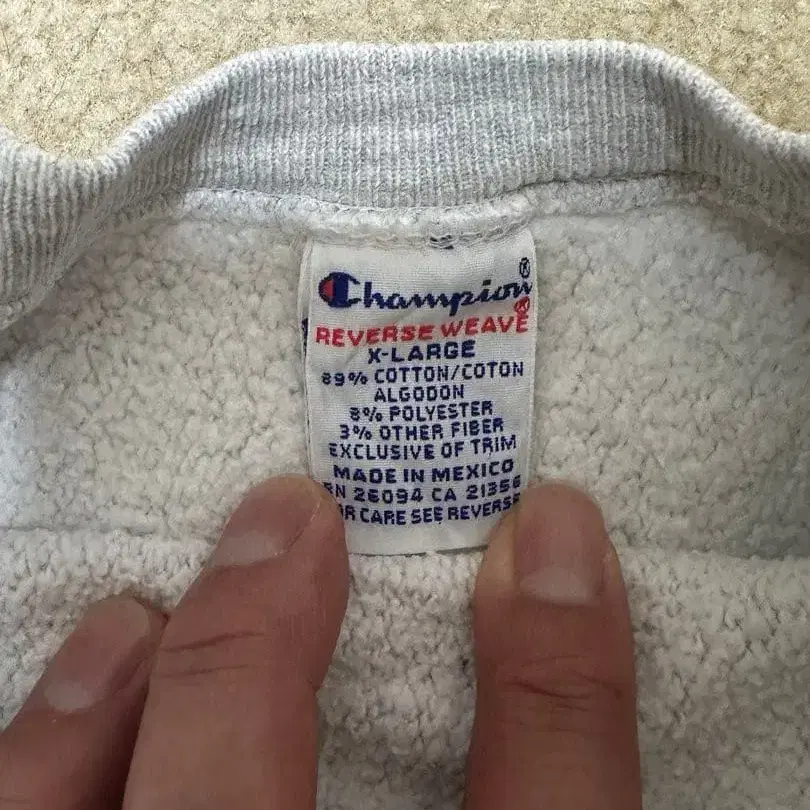 Champion®
REVERSE WEAVE®
X-LARGE
89% COTTON/COTON
ALGODON
8% POLYESTER
3% OTHER FIBER
EXCLUSIVE OF TRIM
MADE IN MEXICO
RN 26094 CA 21356
CARE SEE REVERSE